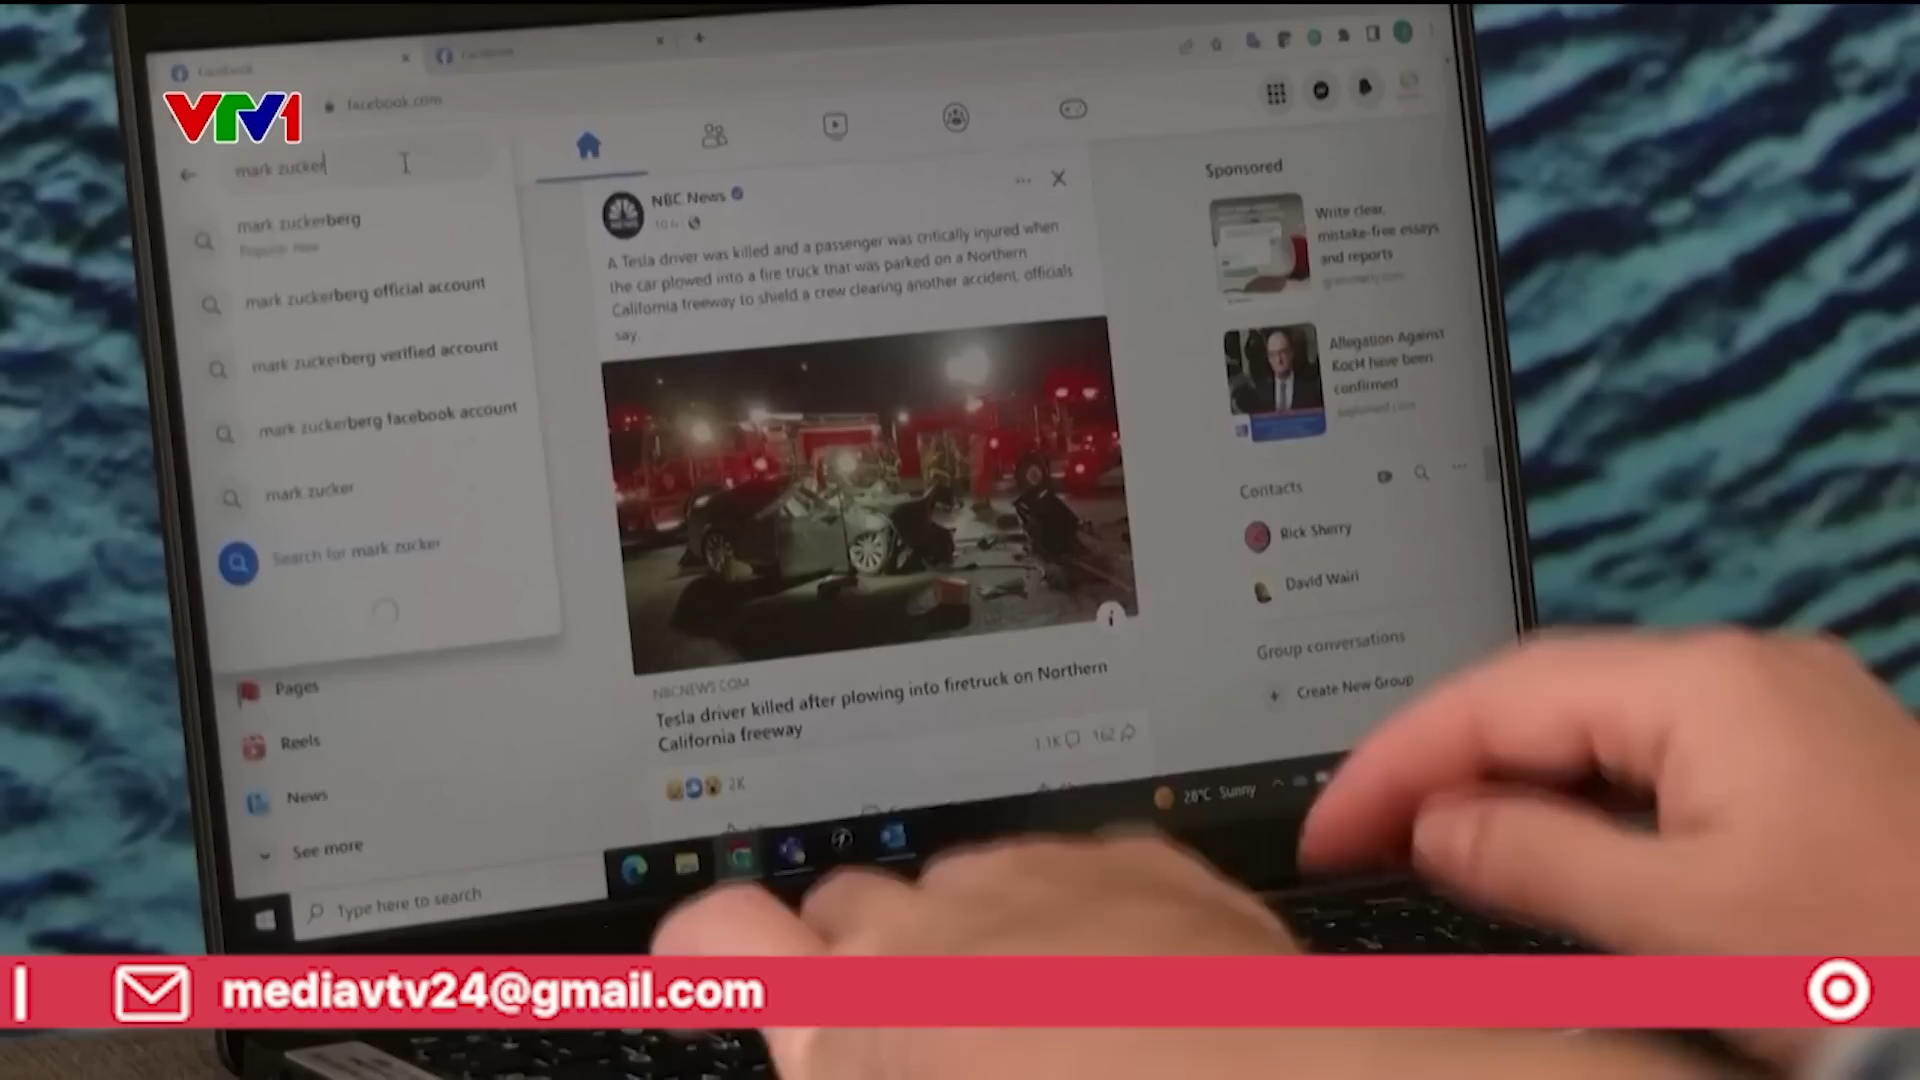 Facebook
Facebook
VTV1
facebook.com
mark zucker
mark zuckerberg
Popular now
mark zuckerberg official account
mark zuckerberg verified account
mark zuckerberg facebook account
mark zucker
Search for mark zucker
Pages
Reels
News
See more
Type here to search
NBC News
A Tesla driver was killed and a passenger was critically injured when
the car plowed into a fire truck that was parked on a Northern
California freeway to shield a crew clearing another accident, officials
say.
NBCNEWS.COM
Tesla driver killed after plowing into firetruck on Northern
California freeway
2K
1.1K 162
Sponsored
Write clear,
mistake-free essays
and reports
grammarly.com
Allegation Against
KocH have been
confirmed
Contacts
Rick Sherry
David Wairi
Group conversations
Create New Group
28°C Sunny
mediavtv24@gmail.com